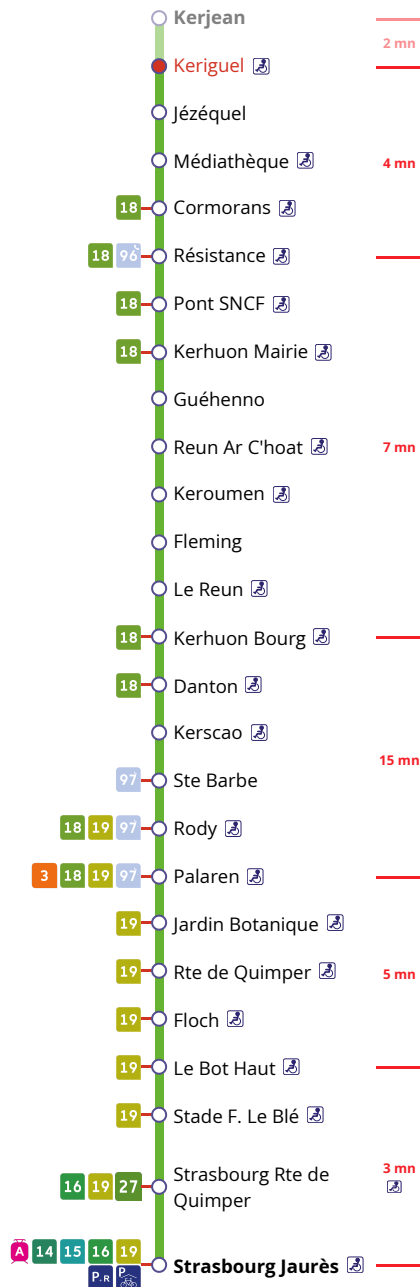 Kerjean
2 mn
Keriguel
Jézéquel
Médiathèque
4 mn
18 Cormorans
18 96 Résistance
18 Pont SNCF
18 Kerhuon Mairie
Guéhenno
Reun Ar C'hoat
7 mn
Keroumen
Fleming
Le Reun
18 Kerhuon Bourg
18 Danton
Kerscao
15 mn
97 Ste Barbe
18 19 97 Rody
3 18 19 97 Palaren
19 Jardin Botanique
19 Rte de Quimper
5 mn
19 Floch
19 Le Bot Haut
19 Stade F. Le Blé
3 mn
16 19 27 Strasbourg Rte de
Quimper
A 14 15 16 19
P.R P Strasbourg Jaurès